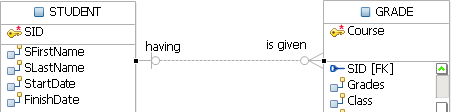 STUDENT
SID
SFirstName
SLastName
StartDate
FinishDate
having
is given
GRADE
Course
SID [FK]
Grades
Class